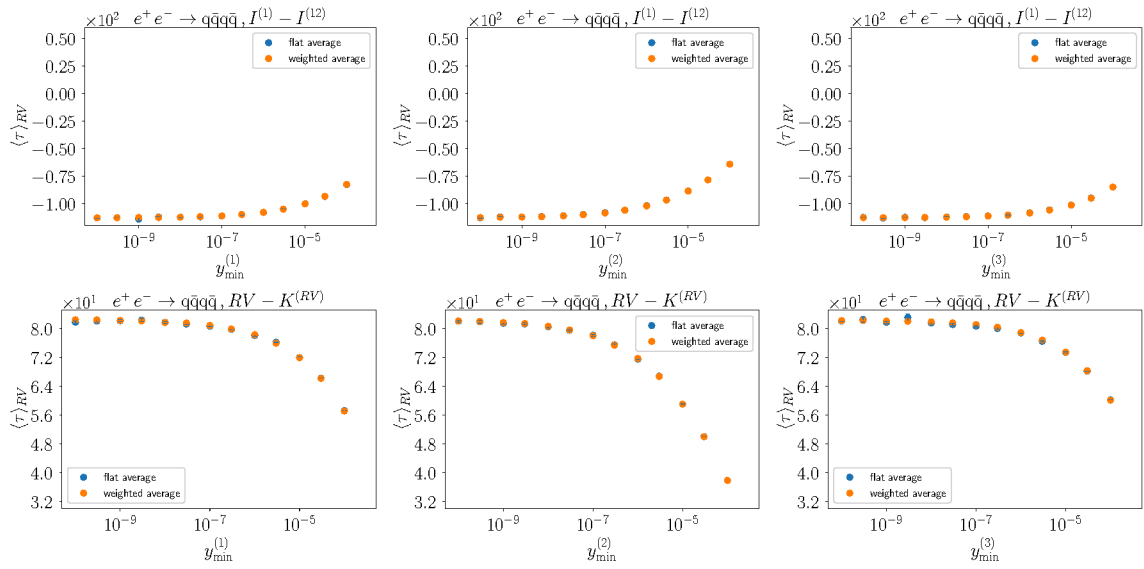 ×10² e⁺ e⁻ → qq̄qq̄ , I⁽¹⁾ − I⁽¹²⁾
0.50
0.25
0.00
−0.25
−0.50
−0.75
−1.00
⟨τ⟩RV
flat average
weighted average
10⁻⁹ 10⁻⁷ 10⁻⁵
y⁽¹⁾min
×10² e⁺ e⁻ → qq̄qq̄ , I⁽¹⁾ − I⁽¹²⁾
0.50
0.25
0.00
−0.25
−0.50
−0.75
−1.00
⟨τ⟩RV
flat average
weighted average
10⁻⁹ 10⁻⁷ 10⁻⁵
y⁽²⁾min
×10² e⁺ e⁻ → qq̄qq̄ , I⁽¹⁾ − I⁽¹²⁾
0.50
0.25
0.00
−0.25
−0.50
−0.75
−1.00
⟨τ⟩RV
flat average
weighted average
10⁻⁹ 10⁻⁷ 10⁻⁵
y⁽³⁾min
×10¹ e⁺ e⁻ → qq̄qq̄ , RV − K⁽ᴿⱽ⁾
8.0
7.2
6.4
5.6
4.8
4.0
3.2
⟨τ⟩RV
flat average
weighted average
10⁻⁹ 10⁻⁷ 10⁻⁵
y⁽¹⁾min
×10¹ e⁺ e⁻ → qq̄qq̄ , RV − K⁽ᴿⱽ⁾
8.0
7.2
6.4
5.6
4.8
4.0
3.2
⟨τ⟩RV
flat average
weighted average
10⁻⁹ 10⁻⁷ 10⁻⁵
y⁽²⁾min
×10¹ e⁺ e⁻ → qq̄qq̄ , RV − K⁽ᴿⱽ⁾
8.0
7.2
6.4
5.6
4.8
4.0
3.2
⟨τ⟩RV
flat average
weighted average
10⁻⁹ 10⁻⁷ 10⁻⁵
y⁽³⁾min